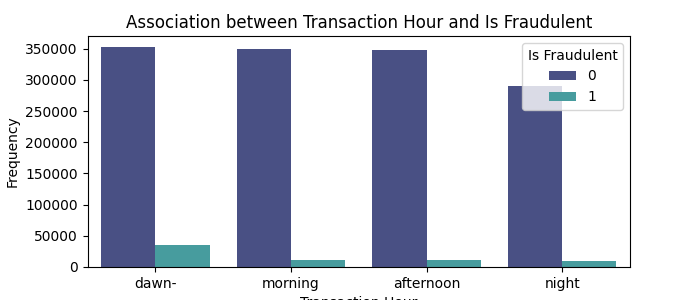 Association between Transaction Hour and Is Fraudulent
Frequency
350000
300000
250000
200000
150000
100000
50000
0
Is Fraudulent
0
1
dawn-
morning
afternoon
night
Transaction Hour